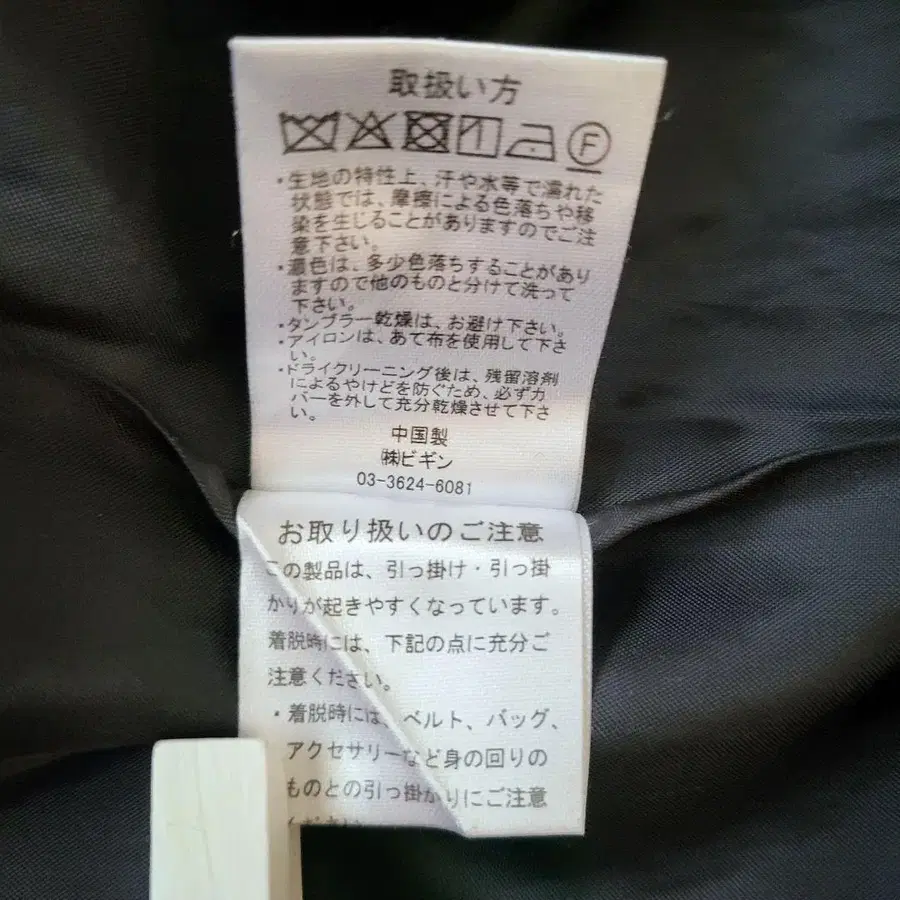 取扱い方
F
・生地の特性上、汗や水等で濡れた
状態では、摩擦による色落ちや移
染を生じることがありますのでご注
意下さい。
・濃色は、多少色落ちすることがあり
ますので他のものと分けて洗って
下さい。
・タンブラー乾燥は、お避け下さい。
・アイロンは、あて布を使用して下さ
い。
・ドライクリーニング後は、残留溶剤
によるやけどを防ぐため、必ずカ
バーを外して充分乾燥させて下さ
い。
中国製
㈱ビギン
03-3624-6081
お取り扱いのご注意
この製品は、引っ掛け・引っ掛
かりが起きやすくなっています。
着脱時には、下記の点に充分ご
注意ください。
・着脱時には、ベルト、バッグ、
アクセサリーなど身の回りの
ものとの引っ掛かりにご注意
ください